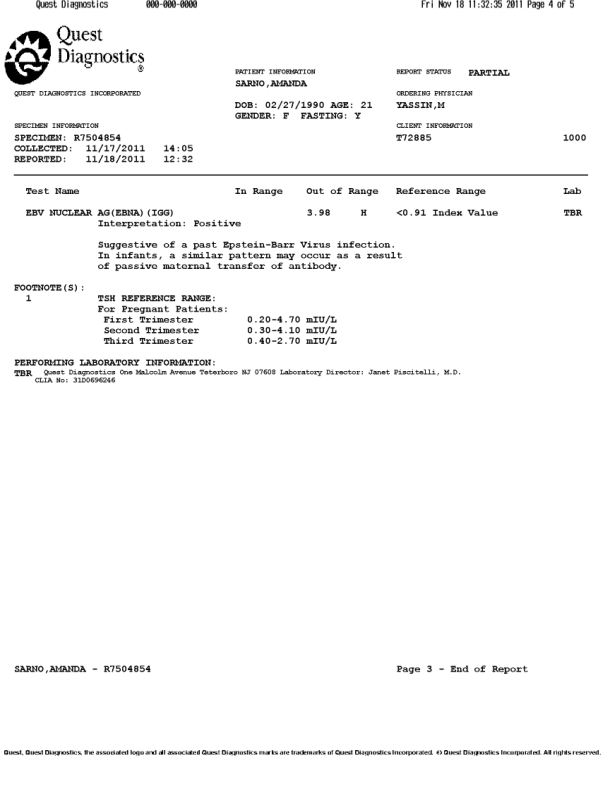 Quest Diagnostics 000-000-0000 Fri Nov 18 11:32:35 2011 Page 4 of 5
Quest
Diagnostics
®
QUEST DIAGNOSTICS INCORPORATED
PATIENT INFORMATION
SARNO,AMANDA
DOB: 02/27/1990 AGE: 21
GENDER: F FASTING: Y
REPORT STATUS PARTIAL
ORDERING PHYSICIAN
YASSIN,M
CLIENT INFORMATION
T72885 1000
SPECIMEN INFORMATION
SPECIMEN: R7504854
COLLECTED: 11/17/2011 14:05
REPORTED: 11/18/2011 12:32
Test Name In Range Out of Range Reference Range Lab
EBV NUCLEAR AG(EBNA)(IGG) 3.98 H <0.91 Index Value TBR
Interpretation: Positive
Suggestive of a past Epstein-Barr Virus infection.
In infants, a similar pattern may occur as a result
of passive maternal transfer of antibody.
FOOTNOTE(S):
1 TSH REFERENCE RANGE:
For Pregnant Patients:
First Trimester 0.20-4.70 mIU/L
Second Trimester 0.30-4.10 mIU/L
Third Trimester 0.40-2.70 mIU/L
PERFORMING LABORATORY INFORMATION:
TBR Quest Diagnostics One Malcolm Avenue Teterboro NJ 07608 Laboratory Director: Janet Piscitelli, M.D.
CLIA No: 31D0696246
SARNO,AMANDA - R7504854 Page 3 - End of Report
Quest, Quest Diagnostics, the associated logo and all associated Quest Diagnostics marks are trademarks of Quest Diagnostics Incorporated. © Quest Diagnostics Incorporated. All rights reserved.